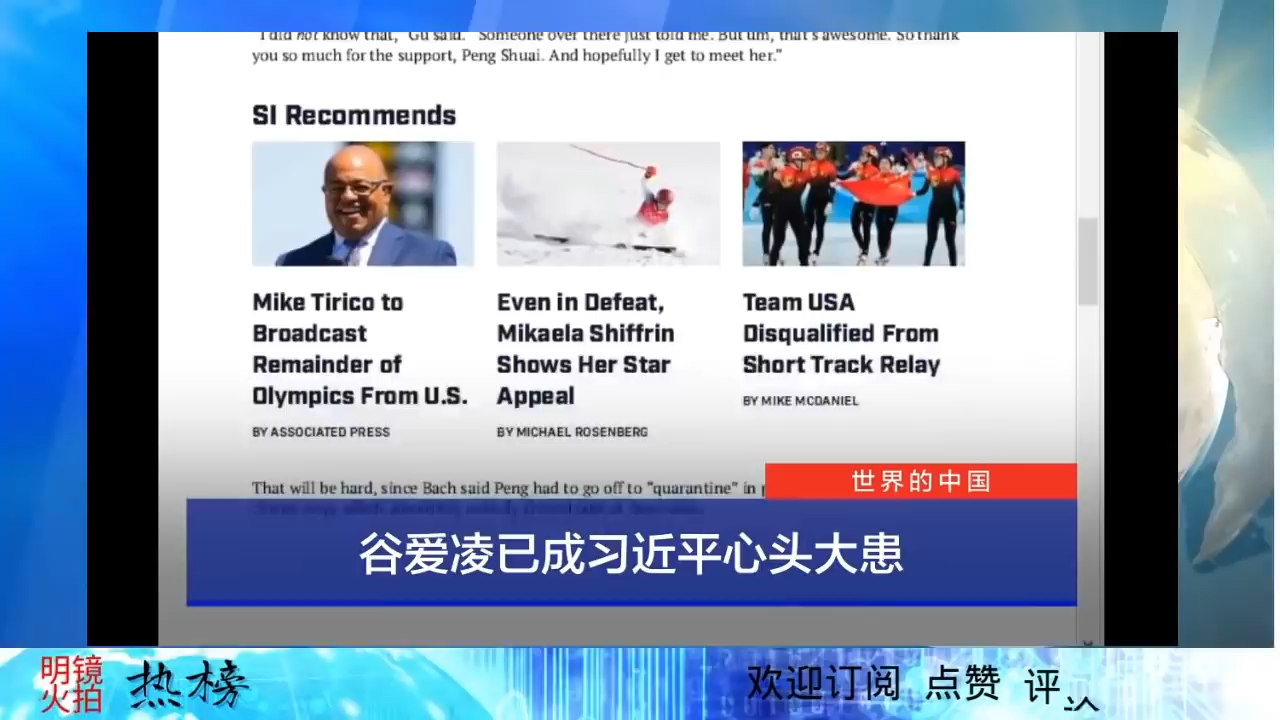 "I did not know that," Gu said. "Someone over there just told me. But um, that's awesome. So thank
you so much for the support, Peng Shuai. And hopefully I get to meet her."
SI Recommends
Mike Tirico to
Broadcast
Remainder of
Olympics From U.S.
BY ASSOCIATED PRESS
Even in Defeat,
Mikaela Shiffrin
Shows Her Star
Appeal
BY MICHAEL ROSENBERG
Team USA
Disqualified From
Short Track Relay
BY MIKE MCDANIEL
That will be hard, since Bach said Peng had to go off to “quarantine” in
世界的中国
谷爱凌已成习近平心头大患
明镜
火拍
热榜
欢迎订阅 点赞 评